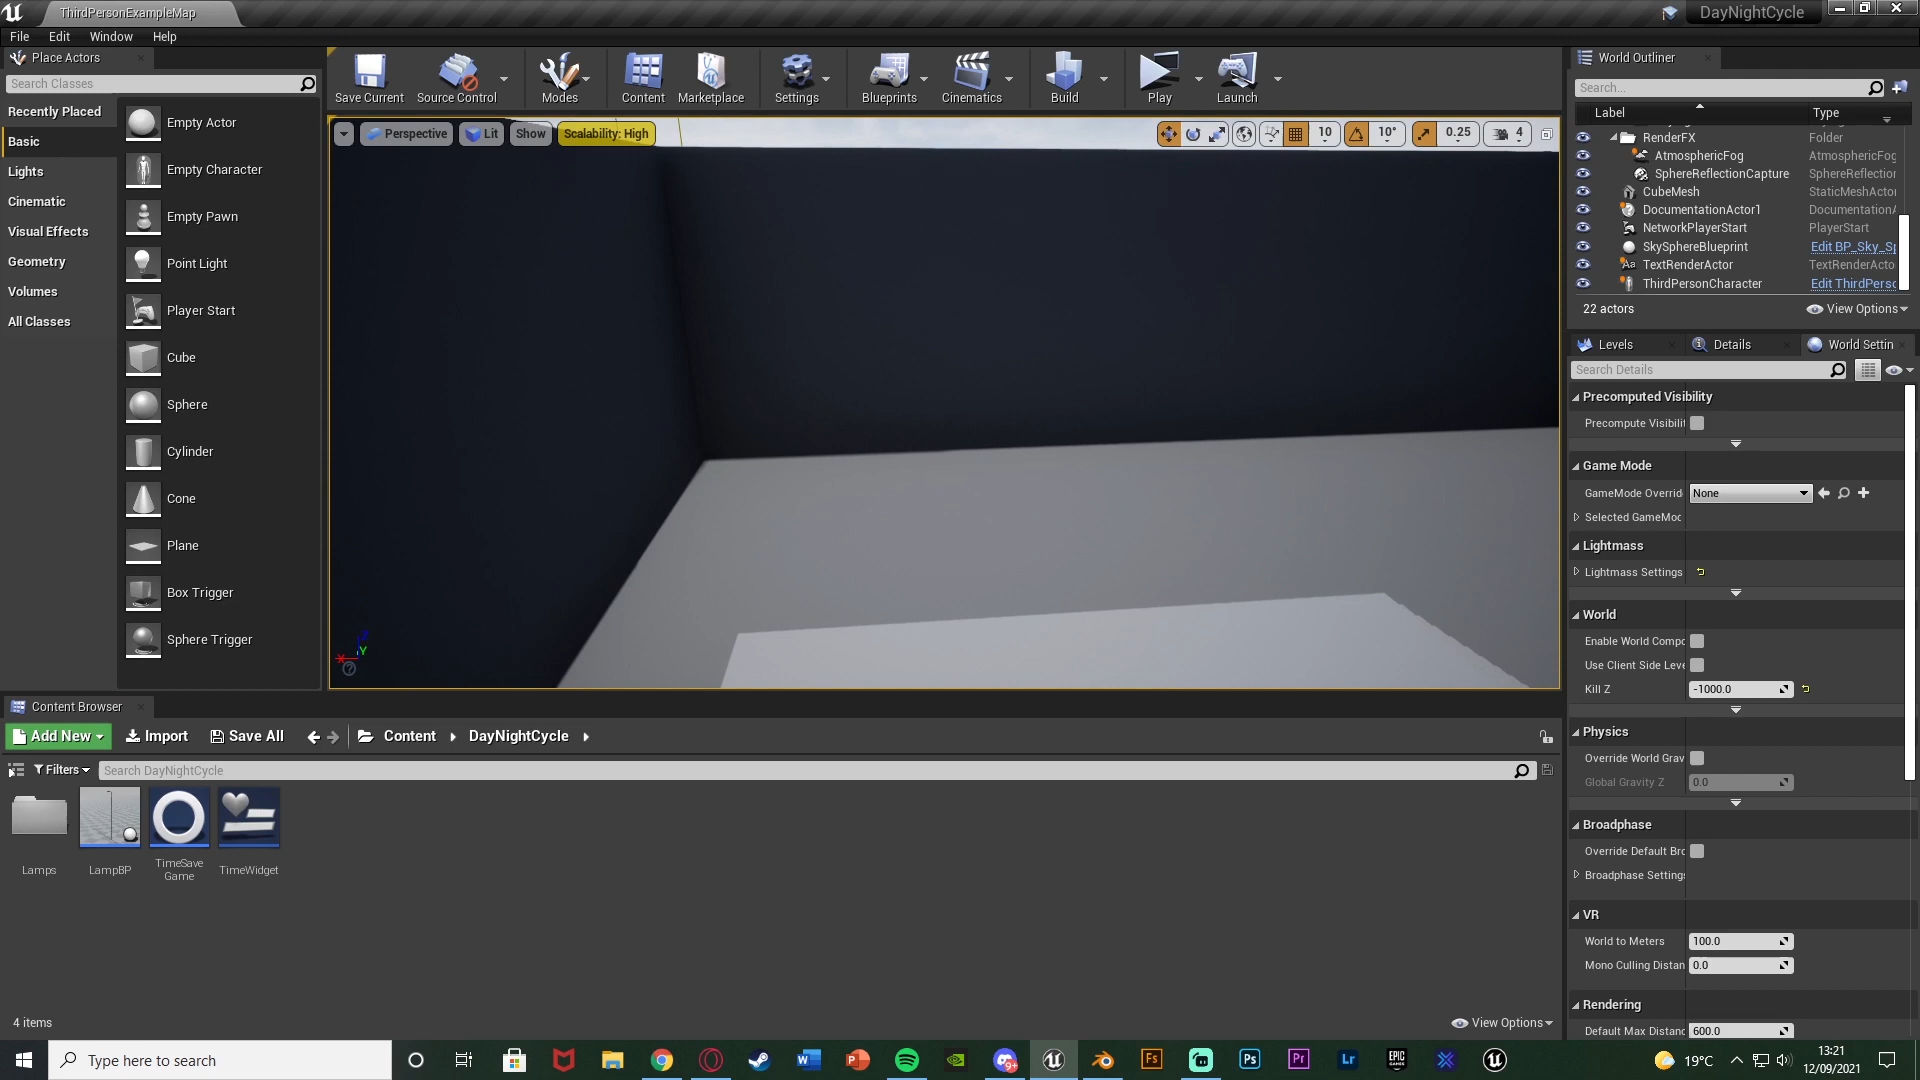 ThirdPersonExampleMap
DayNightCycle
File Edit Window Help
Place Actors
Search Classes
Recently Placed
Basic
Lights
Cinematic
Visual Effects
Geometry
Volumes
All Classes
Empty Actor
Empty Character
Empty Pawn
Point Light
Player Start
Cube
Sphere
Cylinder
Cone
Plane
Box Trigger
Sphere Trigger
Save Current
Source Control
Modes
Content
Marketplace
Settings
Blueprints
Cinematics
Build
Play
Launch
Perspective
Lit
Show
Scalability: High
10
10°
0.25
4
X
Y
World Outliner
Search...
Label Type
RenderFX Folder
AtmosphericFog AtmosphericFog
SphereReflectionCapture SphereReflection
CubeMesh StaticMeshActo
DocumentationActor1 DocumentationA
NetworkPlayerStart PlayerStart
SkySphereBlueprint Edit BP_Sky_Sp
TextRenderActor TextRenderActo
ThirdPersonCharacter Edit ThirdPerso
22 actors
View Options
Levels
Details
World Settin
Search Details
Precomputed Visibility
Precompute Visibilit
Game Mode
GameMode Overrid None
Selected GameMod
Lightmass
Lightmass Settings
World
Enable World Compo
Use Client Side Leve
Kill Z -1000.0
Physics
Override World Grav
Global Gravity Z 0.0
Broadphase
Override Default Bro
Broadphase Settings
VR
World to Meters 100.0
Mono Culling Distan 0.0
Rendering
Default Max Distanc 600.0
Content Browser
Add New
Import
Save All
Content
DayNightCycle
Filters
Search DayNightCycle
Lamps
LampBP
TimeSave
Game
TimeWidget
4 items
View Options
Type here to search
19°C
13:21
12/09/2021